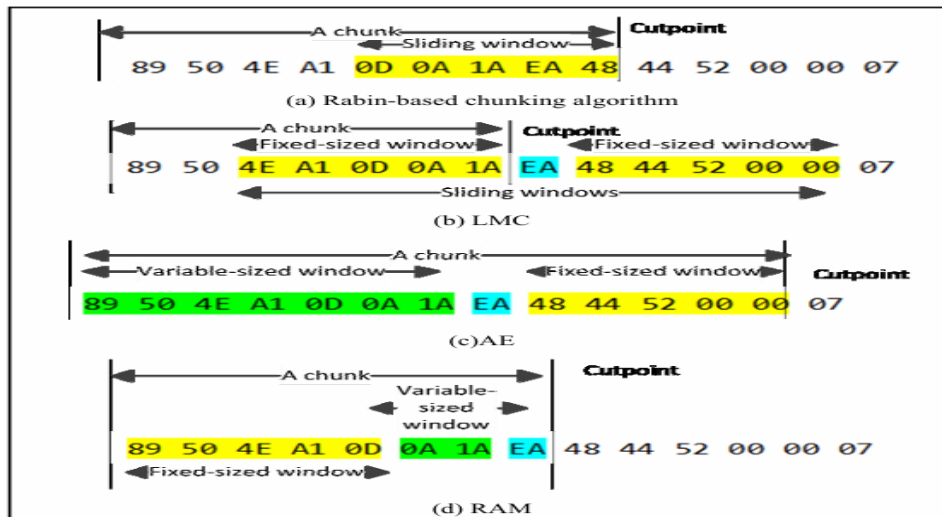 A chunk Cutpoint
Sliding window
89 50 4E A1 0D 0A 1A EA 48 44 52 00 00 07
(a) Rabin-based chunking algorithm
A chunk Cutpoint
Fixed-sized window Fixed-sized window
89 50 4E A1 0D 0A 1A EA 48 44 52 00 00 07
Sliding windows
(b) LMC
A chunk
Variable-sized window Fixed-sized window Cutpoint
89 50 4E A1 0D 0A 1A EA 48 44 52 00 00 07
(c)AE
A chunk Cutpoint
Variable-
sized
window
89 50 4E A1 0D 0A 1A EA 48 44 52 00 00 07
Fixed-sized window
(d) RAM